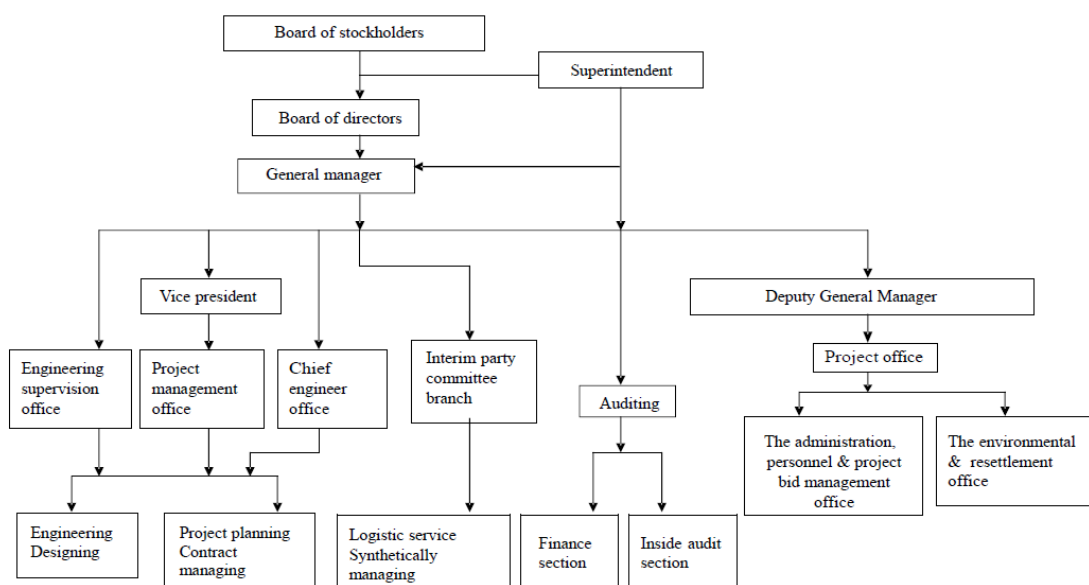 Board of stockholders
Superintendent
Board of directors
General manager
Vice president
Deputy General Manager
Engineering
supervision
office
Project
management
office
Chief
engineer
office
Interim party
committee
branch
Auditing
Project office
The administration,
personnel & project
bid management
office
The environmental
& resettlement
office
Engineering
Designing
Project planning
Contract
managing
Logistic service
Synthetically
managing
Finance
section
Inside audit
section